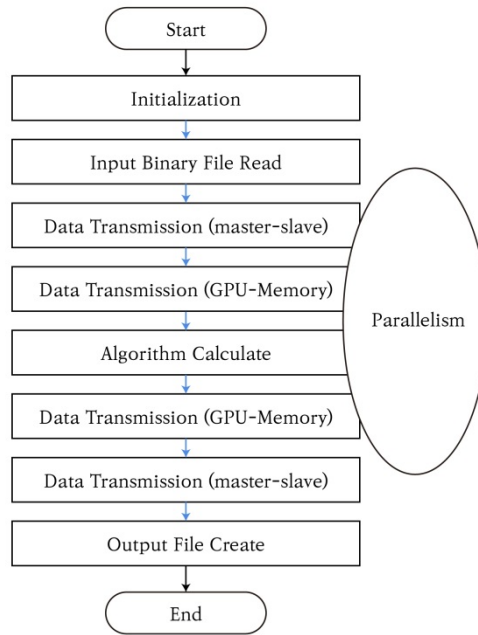 Start
Initialization
Input Binary File Read
Data Transmission (master-slave)
Data Transmission (GPU-Memory)
Parallelism
Algorithm Calculate
Data Transmission (GPU-Memory)
Data Transmission (master-slave)
Output File Create
End